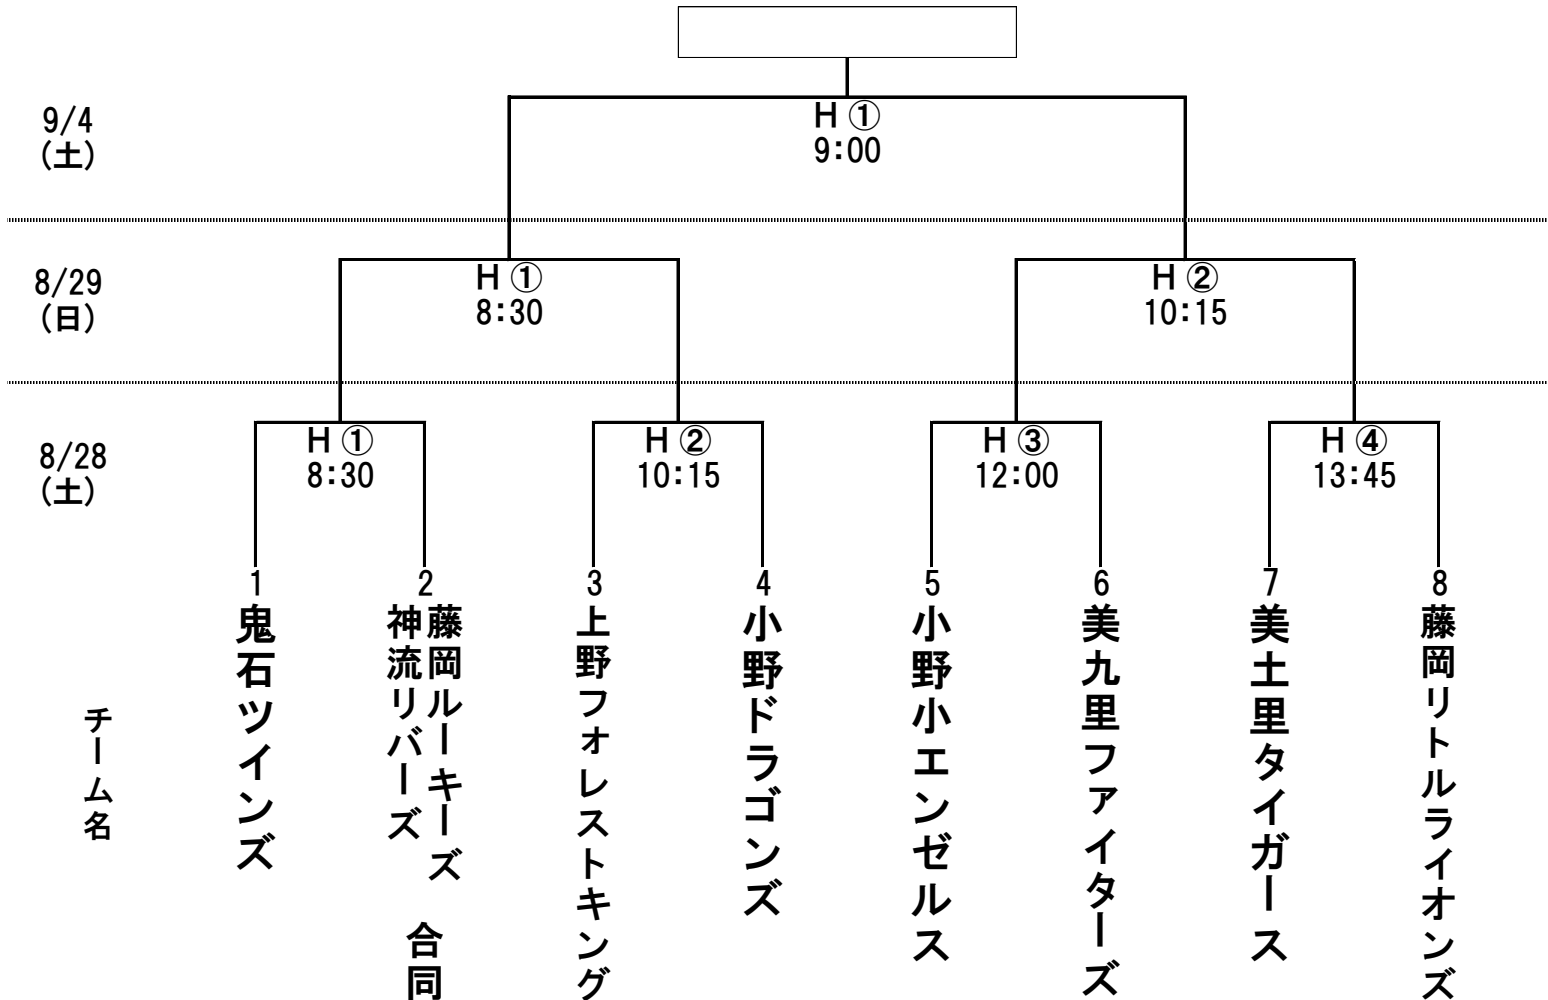 9/4
(土)
H ①
9:00
8/29
(日)
H ①
8:30
H ②
10:15
8/28
(土)
H ①
8:30
H ②
10:15
H ③
12:00
H ④
13:45
1
2
3
4
5
6
7
8
チーム名
鬼石ツインズ
藤岡ルーキーズ
神流リバーズ
合同
上野フォレストキング
小野ドラゴンズ
小野小エンゼルス
美九里ファイターズ
美土里タイガース
藤岡リトルライオンズ